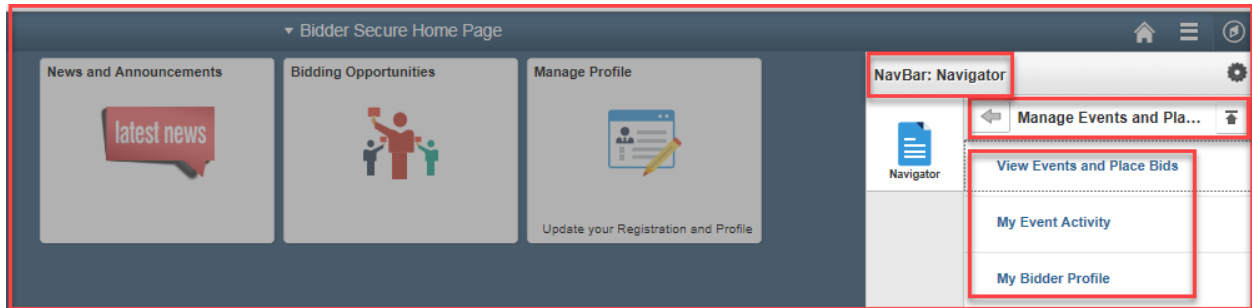 Bidder Secure Home Page
News and Announcements
latest news
Bidding Opportunities
Manage Profile
Update your Registration and Profile
NavBar: Navigator
Navigator
Manage Events and Pla...
View Events and Place Bids
My Event Activity
My Bidder Profile